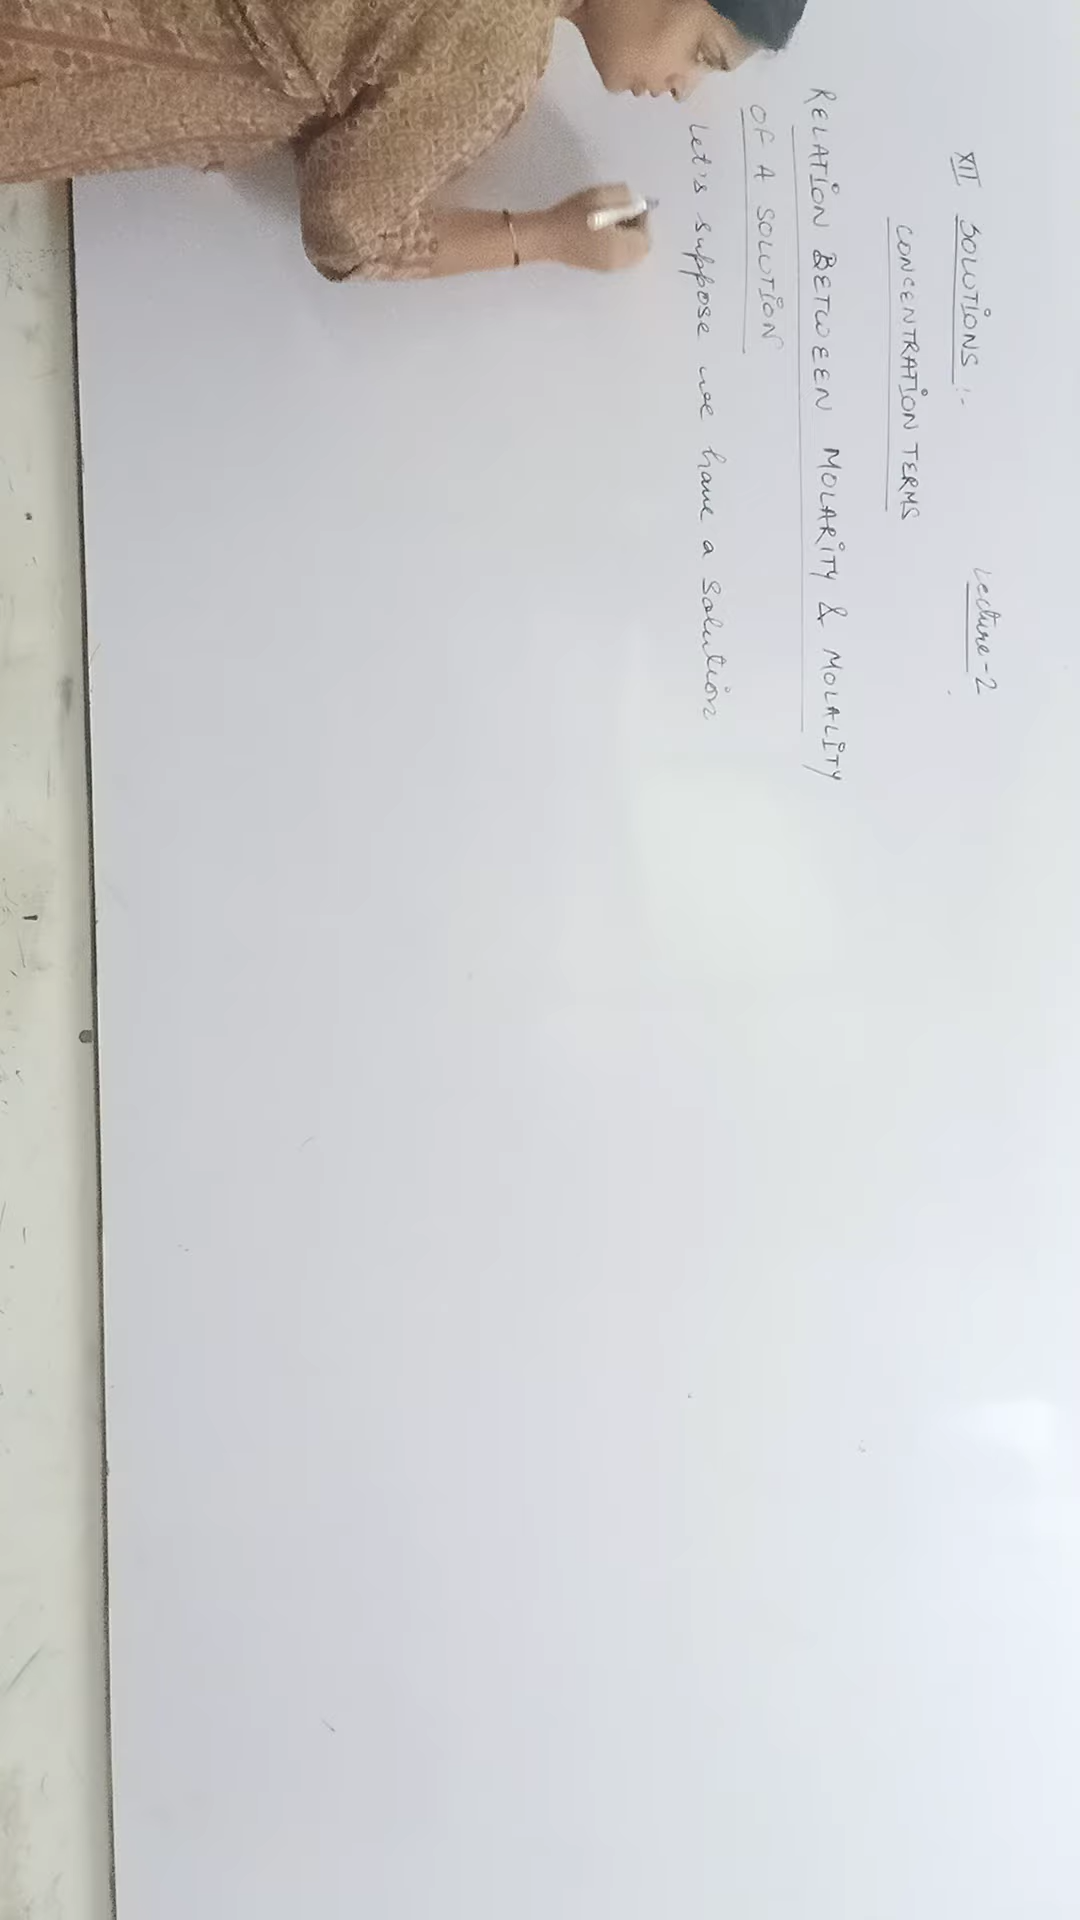 XII SOLUTIONS :-
Lecture-2
CONCENTRATION TERMS
RELATION BETWEEN MOLARITY & MOLALITY
OF A SOLUTION
Let's suppose we have a solution